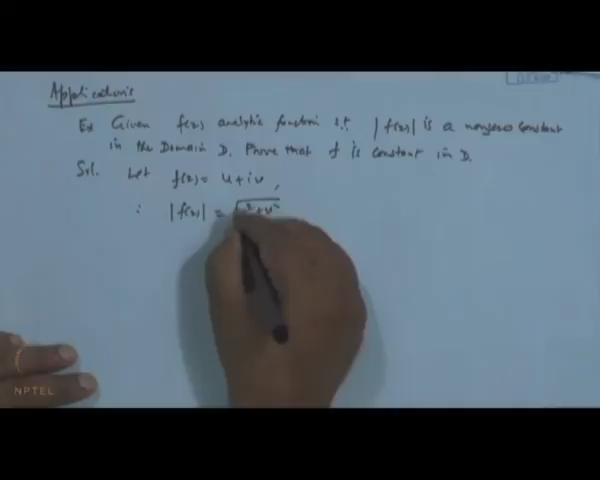 Applications
Ex Given f(z) analytic function s.t. |f(z)| is a nonzero constant
in the Domain D. Prove that f is constant in D.
Sol. Let f(z) = u + iv,
∴ |f(z)| = √u²+v²
NPTEL